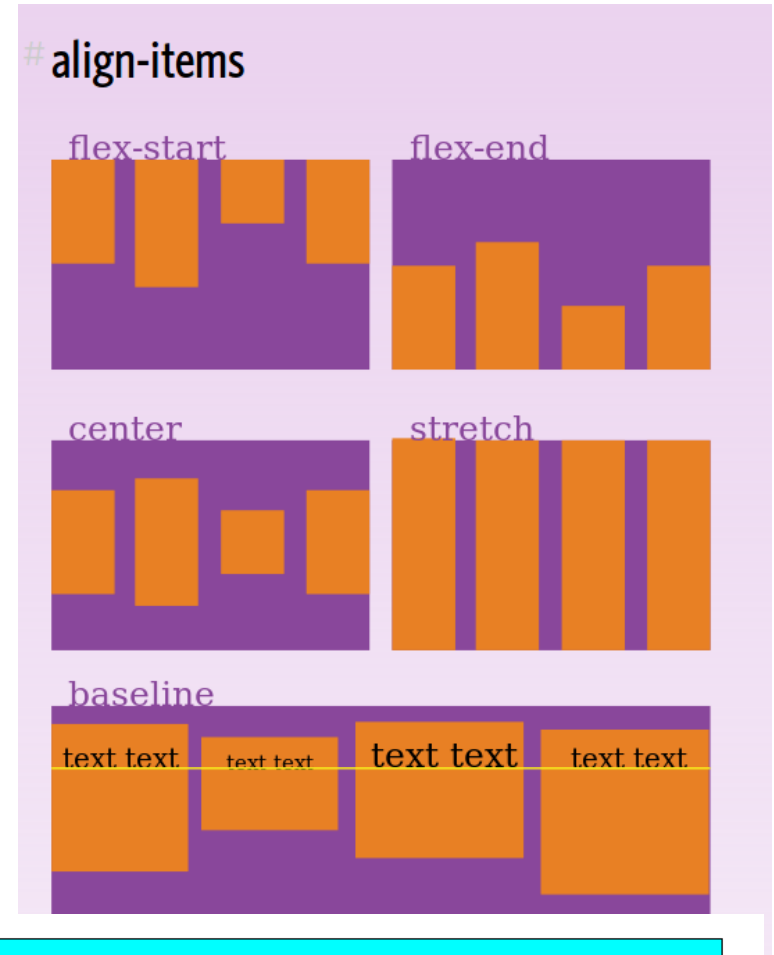 # align-items
flex-start
flex-end
center
stretch
baseline
text text
text text
text text
text text